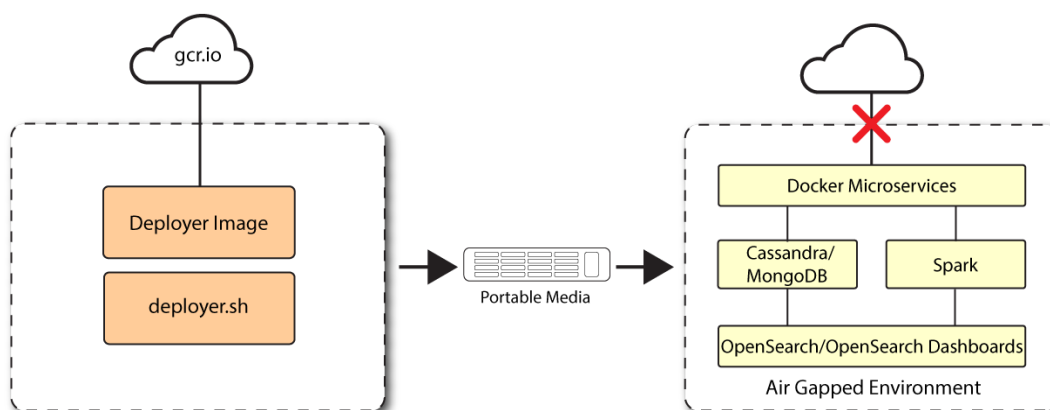 gcr.io
Deployer Image
deployer.sh
Portable Media
Docker Microservices
Cassandra/
MongoDB
Spark
OpenSearch/OpenSearch Dashboards
Air Gapped Environment